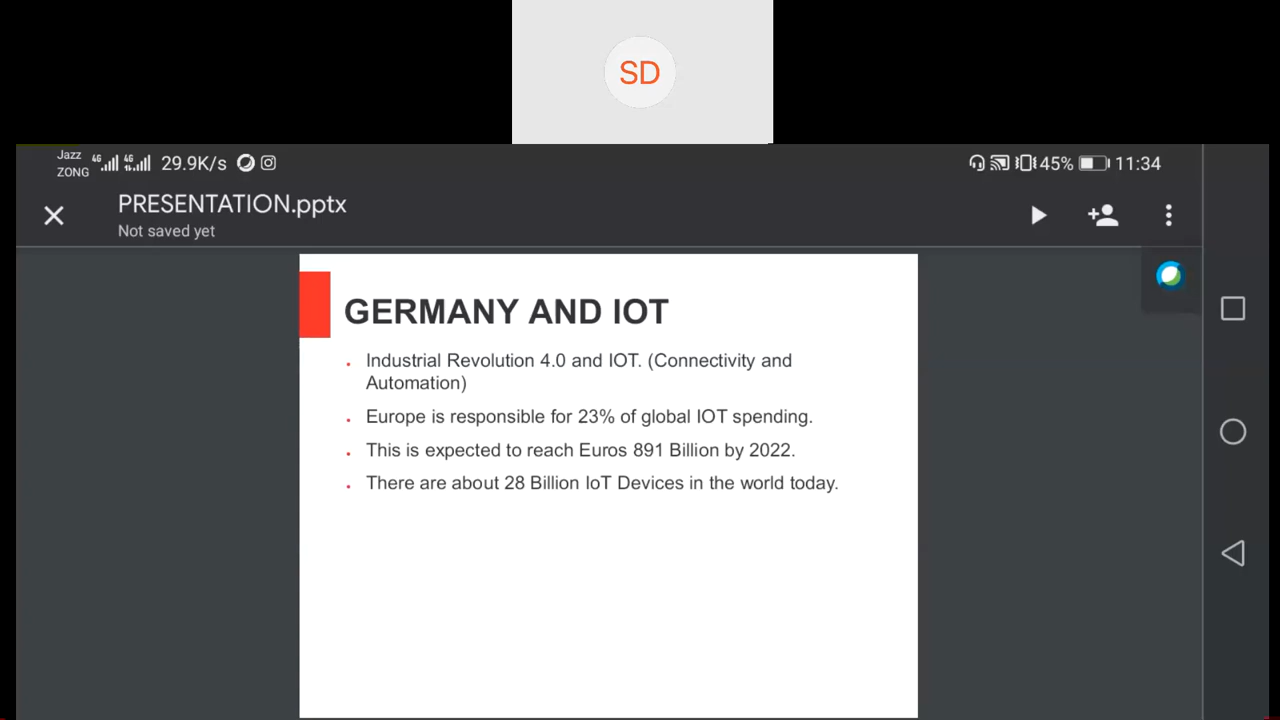 SD
Jazz
ZONG
4G 4G 29.9K/s 45% 11:34
PRESENTATION.pptx
Not saved yet
GERMANY AND IOT
Industrial Revolution 4.0 and IOT. (Connectivity and
Automation)
Europe is responsible for 23% of global IOT spending.
This is expected to reach Euros 891 Billion by 2022.
There are about 28 Billion IoT Devices in the world today.